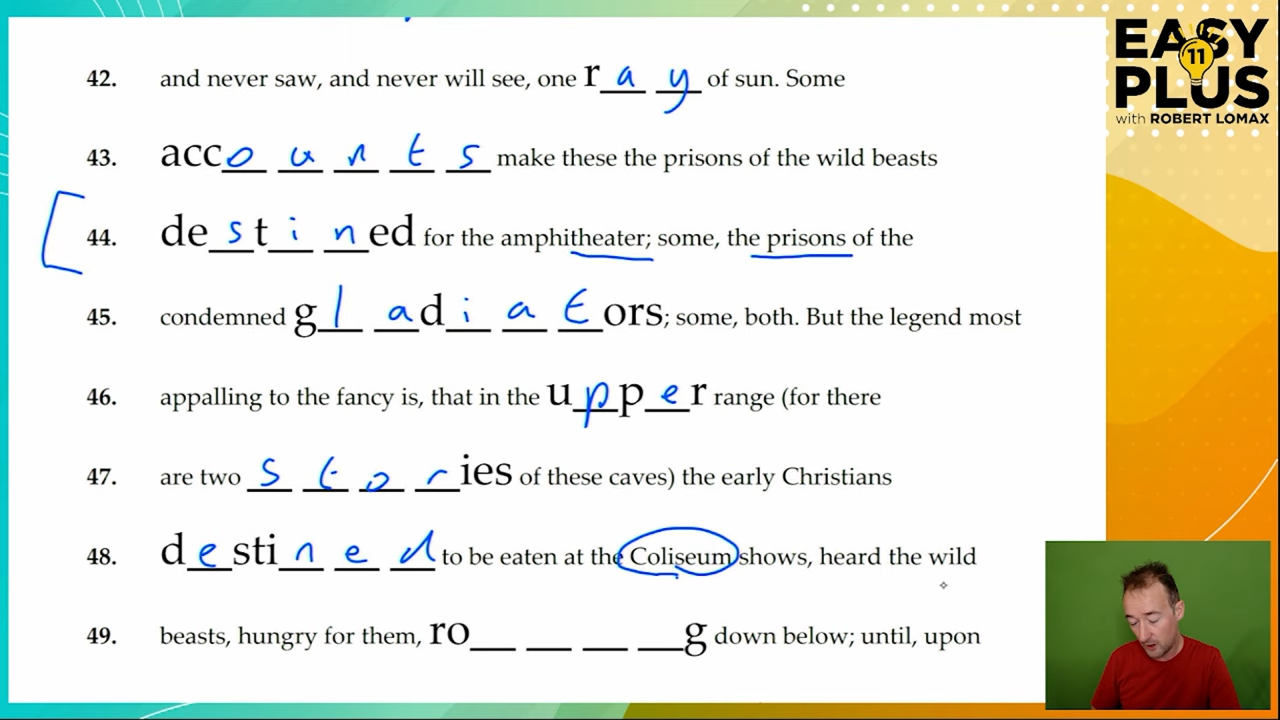 EASY
11
PLUS
with ROBERT LOMAX
42. and never saw, and never will see, one ray of sun. Some
43. accounts make these the prisons of the wild beasts
44. destined for the amphitheater; some, the prisons of the
45. condemned gladiators; some, both. But the legend most
46. appalling to the fancy is, that in the upper range (for there
47. are two stories of these caves) the early Christians
48. destined to be eaten at the Coliseum shows, heard the wild
49. beasts, hungry for them, ro__ __ __ __g down below; until, upon